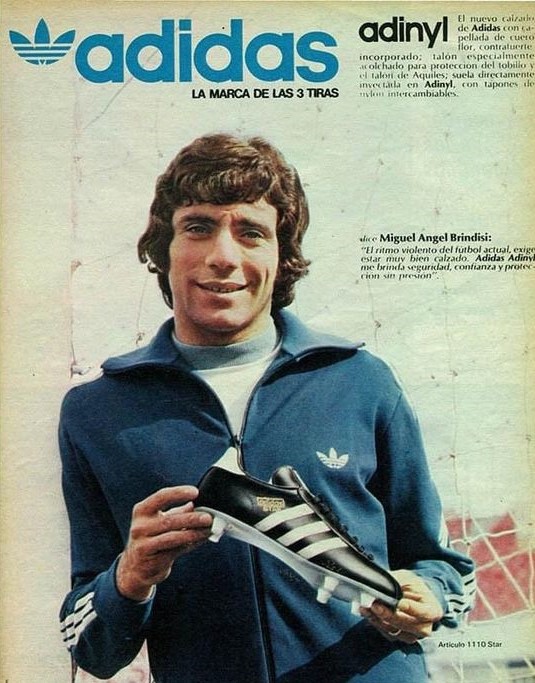 adidas
LA MARCA DE LAS 3 TIRAS
adinyl
El nuevo calzado
de Adidas con ca-
pellada de cuero
flor, contrafuerte
incorporado; talón especialmente
acolchado para protección del tobillo y
el talón de Aquiles; suela directamente
inyectada en Adinyl, con tapones de
nylon intercambiables.
dice Miguel Angel Brindisi:
"El ritmo violento del fútbol actual, exige
estar muy bien calzado. Adidas Adinyl
me brinda seguridad, confianza y protec-
ción sin presión".
Artículo 1110 Star